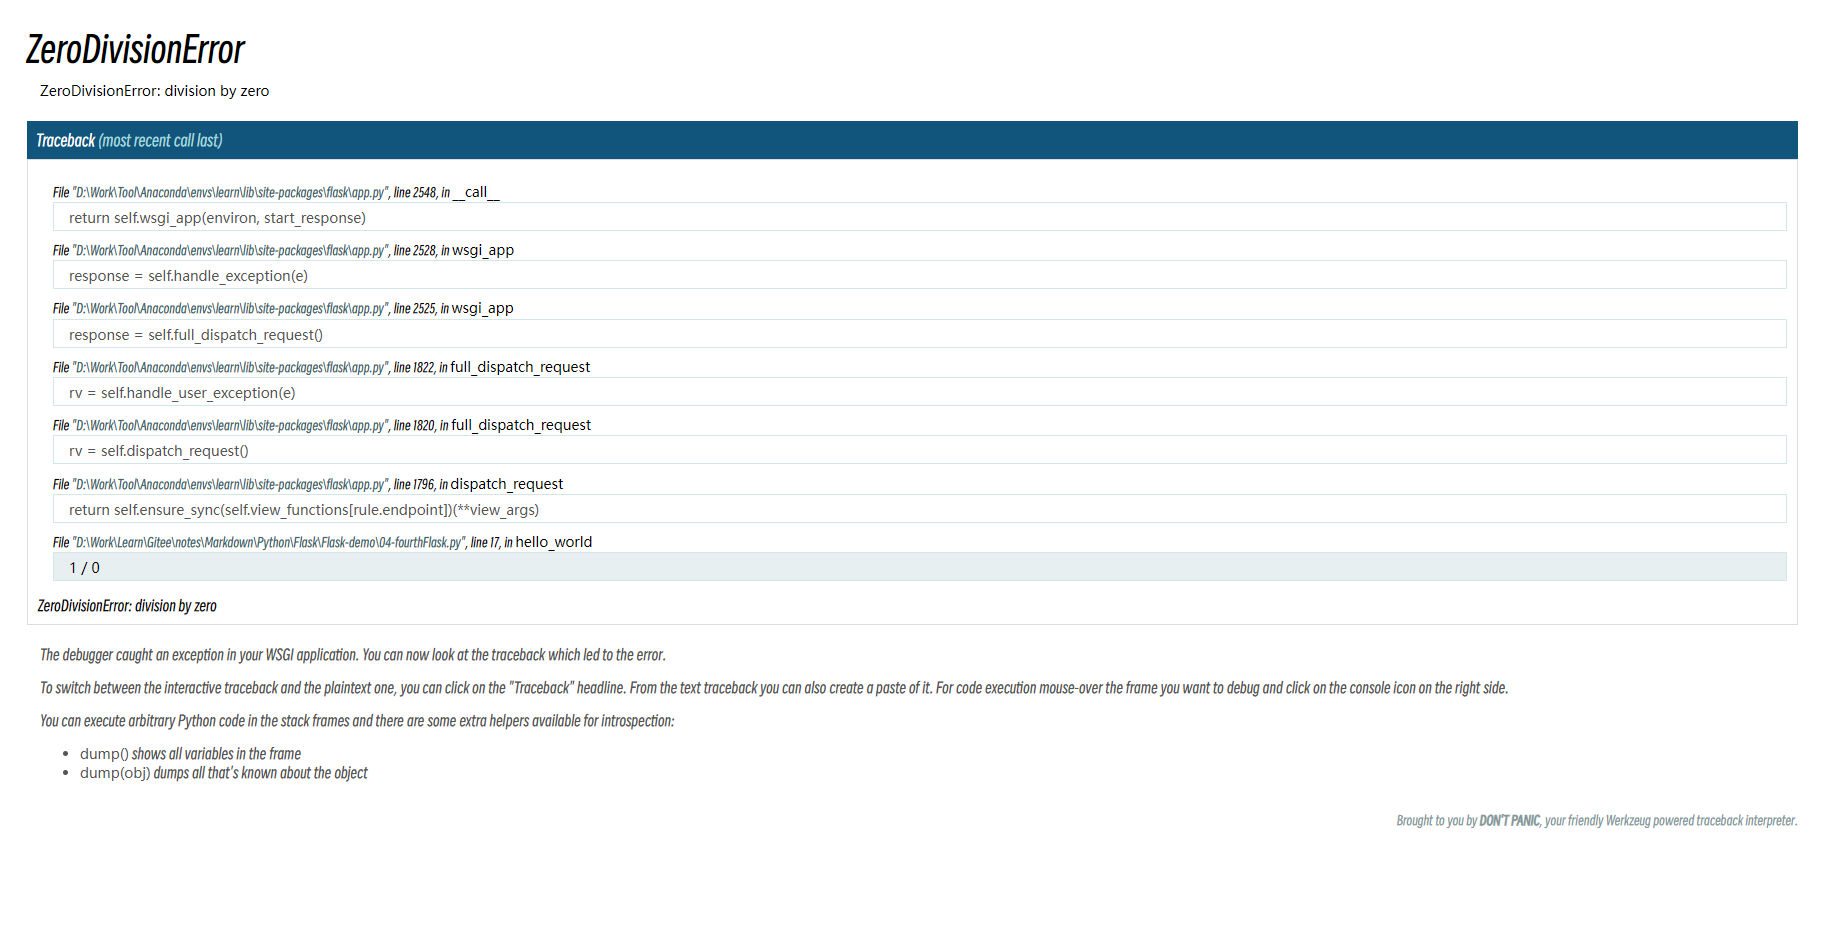 ZeroDivisionError
ZeroDivisionError: division by zero
Traceback (most recent call last)
File "D:\Work\Tool\Anaconda\envs\learn\lib\site-packages\flask\app.py", line 2548, in __call__
return self.wsgi_app(environ, start_response)
File "D:\Work\Tool\Anaconda\envs\learn\lib\site-packages\flask\app.py", line 2528, in wsgi_app
response = self.handle_exception(e)
File "D:\Work\Tool\Anaconda\envs\learn\lib\site-packages\flask\app.py", line 2525, in wsgi_app
response = self.full_dispatch_request()
File "D:\Work\Tool\Anaconda\envs\learn\lib\site-packages\flask\app.py", line 1822, in full_dispatch_request
rv = self.handle_user_exception(e)
File "D:\Work\Tool\Anaconda\envs\learn\lib\site-packages\flask\app.py", line 1820, in full_dispatch_request
rv = self.dispatch_request()
File "D:\Work\Tool\Anaconda\envs\learn\lib\site-packages\flask\app.py", line 1796, in dispatch_request
return self.ensure_sync(self.view_functions[rule.endpoint])(**view_args)
File "D:\Work\Learn\Gitee\notes\Markdown\Python\Flask\Flask-demo\04-fourthFlask.py", line 17, in hello_world
1 / 0
ZeroDivisionError: division by zero
The debugger caught an exception in your WSGI application. You can now look at the traceback which led to the error.
To switch between the interactive traceback and the plaintext one, you can click on the "Traceback" headline. From the text traceback you can also create a paste of it. For code execution mouse-over the frame you want to debug and click on the console icon on the right side.
You can execute arbitrary Python code in the stack frames and there are some extra helpers available for introspection:
• dump() shows all variables in the frame
• dump(obj) dumps all that's known about the object
Brought to you by DON'T PANIC, your friendly Werkzeug powered traceback interpreter.